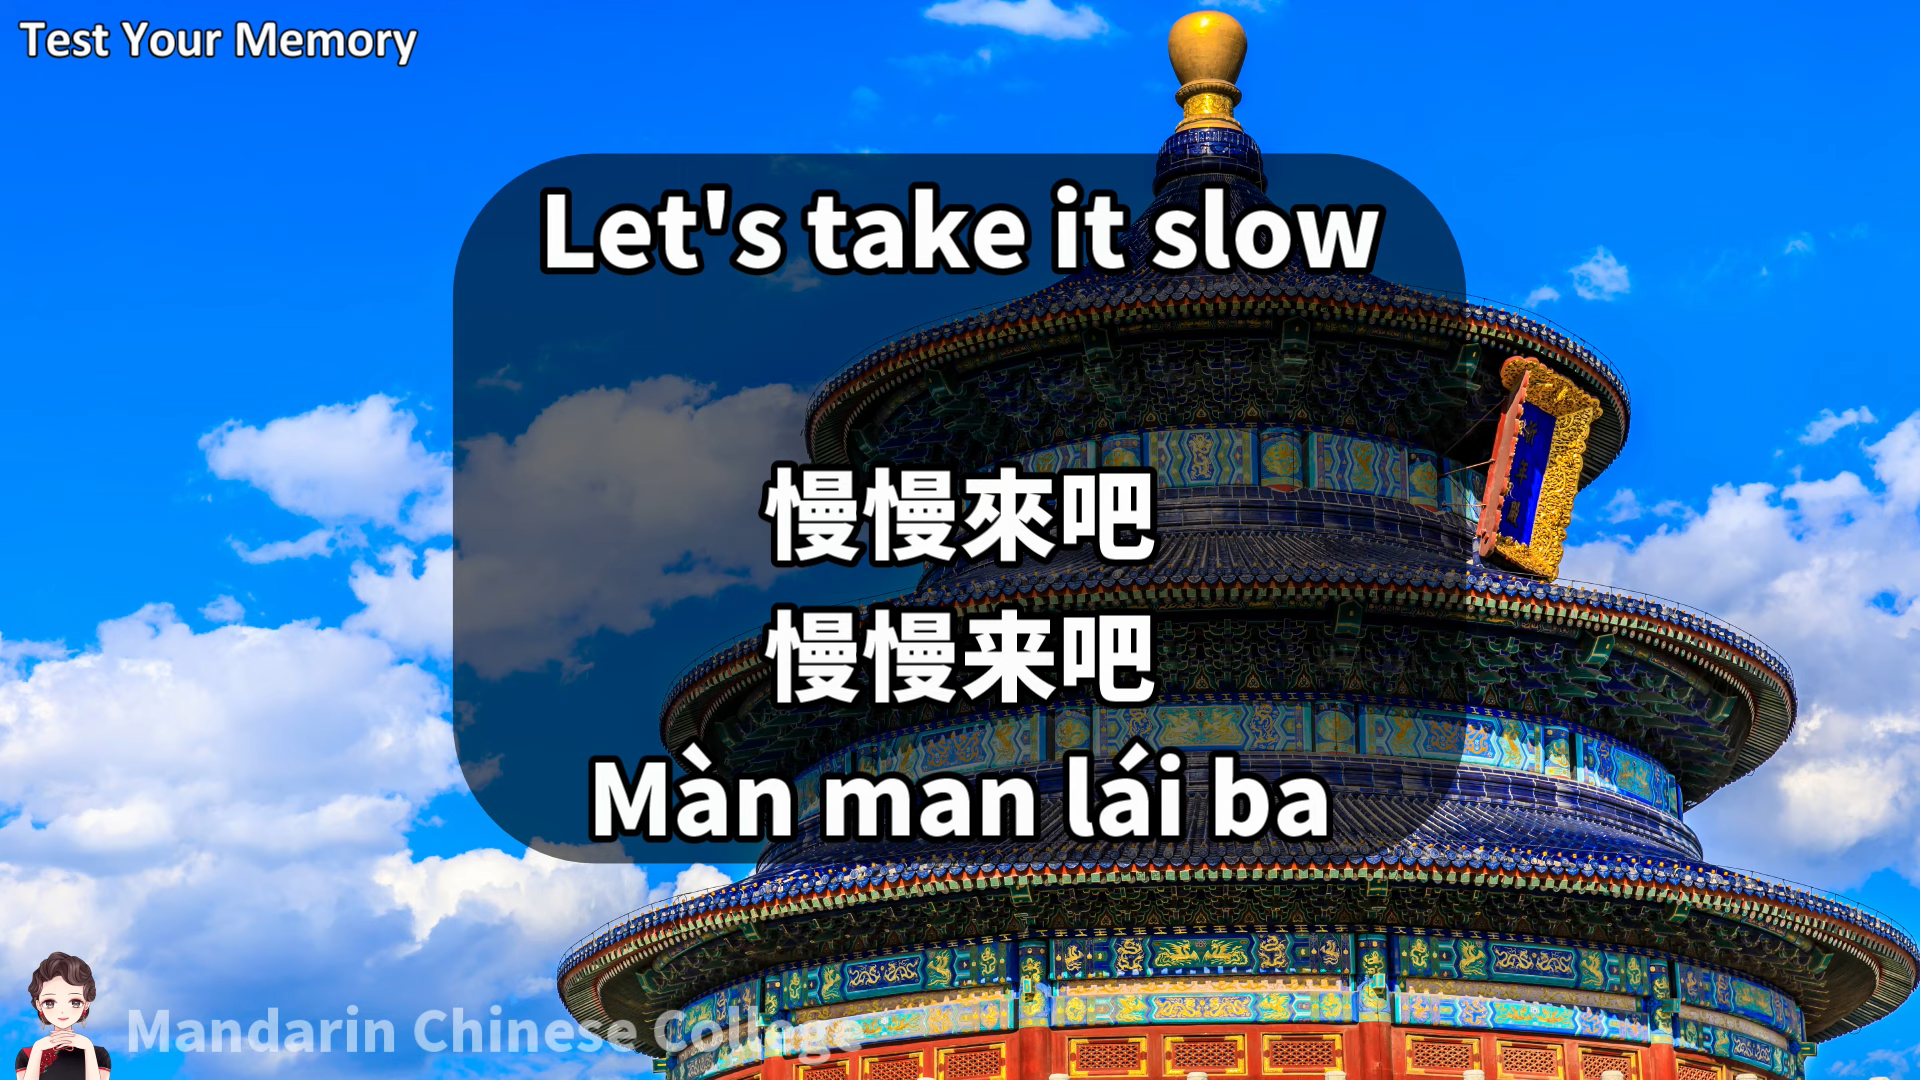 Test Your Memory
Let's take it slow
慢慢來吧
慢慢来吧
Màn man lái ba
Mandarin Chinese College